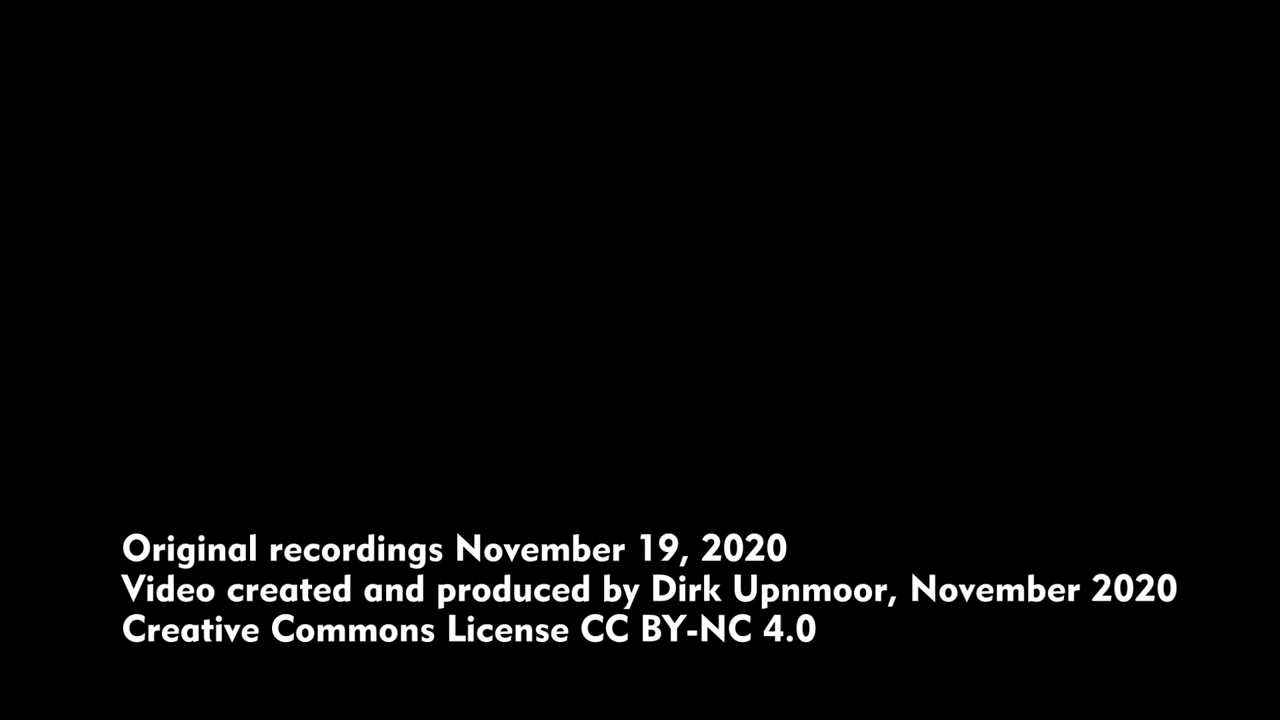 Original recordings November 19, 2020
Video created and produced by Dirk Upnmoor, November 2020
Creative Commons License CC BY-NC 4.0